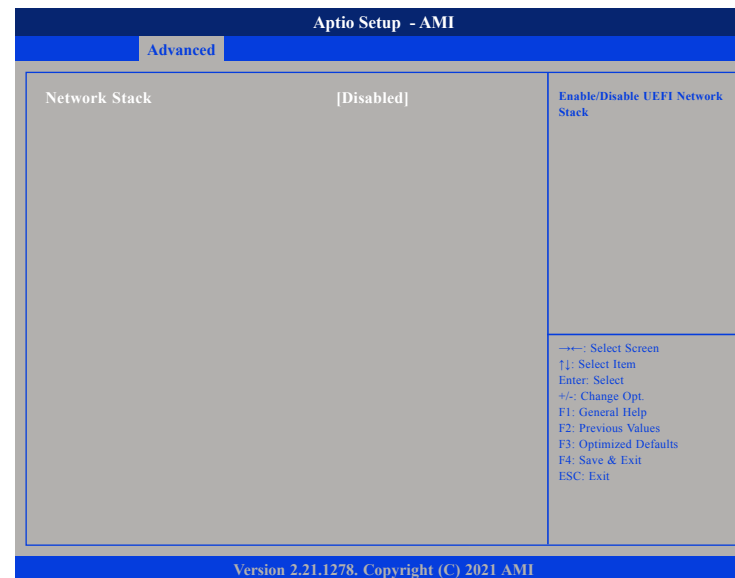 Aptio Setup - AMI
Advanced
Network Stack [Disabled]
Enable/Disable UEFI Network
Stack
→←: Select Screen
↑↓: Select Item
Enter: Select
+/-: Change Opt.
F1: General Help
F2: Previous Values
F3: Optimized Defaults
F4: Save & Exit
ESC: Exit
Version 2.21.1278. Copyright (C) 2021 AMI